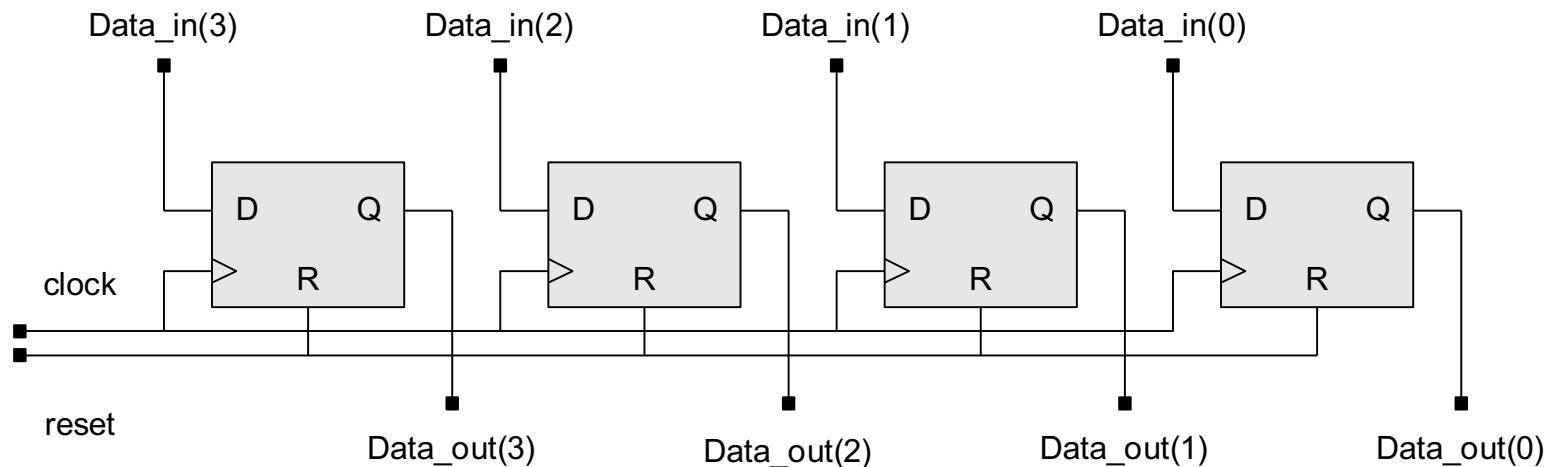 Data_in(3) Data_in(2) Data_in(1) Data_in(0)
D Q D Q D Q D Q
R R R R
clock
reset
Data_out(3) Data_out(2) Data_out(1) Data_out(0)